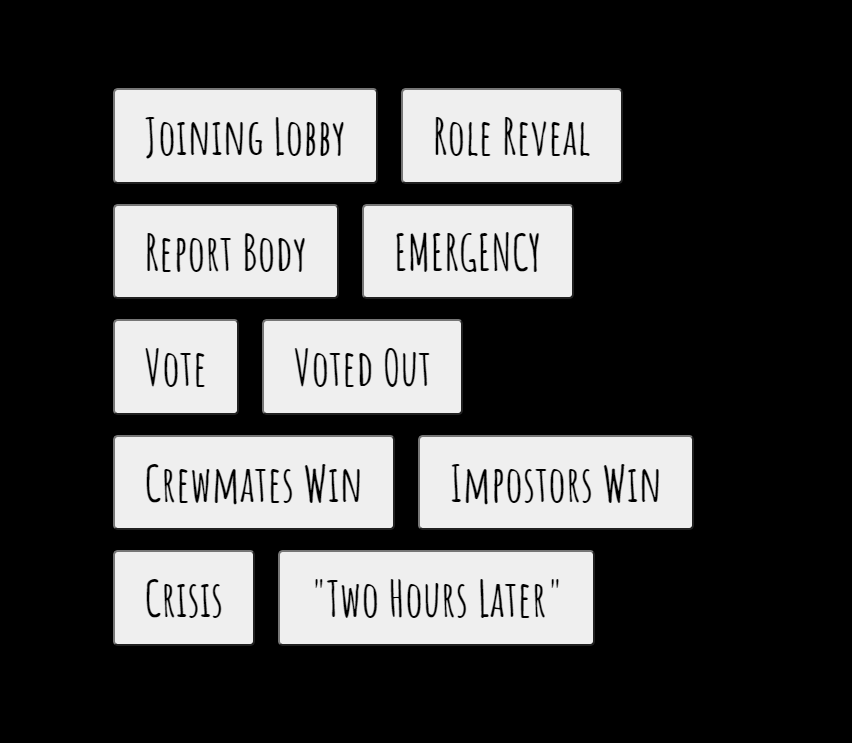 Joining Lobby Role Reveal
Report Body EMERGENCY
Vote Voted Out
Crewmates Win Impostors Win
Crisis "Two Hours Later"